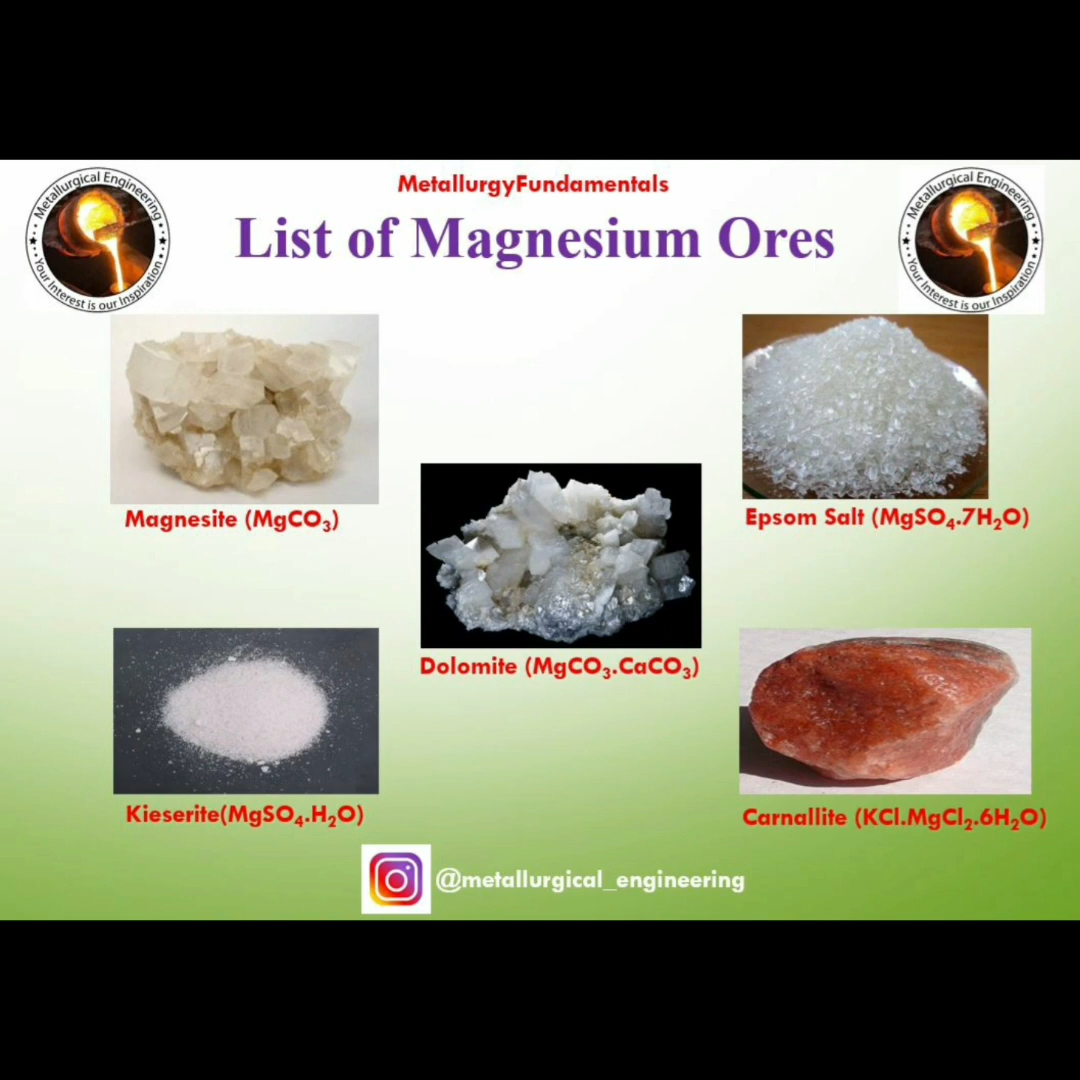 MetallurgyFundamentals
Metallurgical Engineering
Your Interest is our Inspiration
List of Magnesium Ores
Metallurgical Engineering
Your Interest is our Inspiration
Magnesite (MgCO₃)
Epsom Salt (MgSO₄.7H₂O)
Dolomite (MgCO₃.CaCO₃)
Kieserite(MgSO₄.H₂O)
Carnallite (KCl.MgCl₂.6H₂O)
@metallurgical_engineering